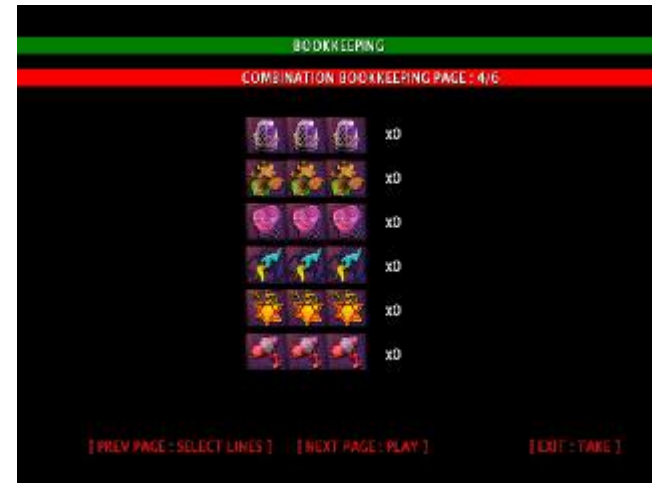 BOOKKEEPING
COMBINATION BOOKKEEPING PAGE : 4/6
x0
x0
x0
x0
x0
x0
[ PREV PAGE : SELECT LINES ] [ NEXT PAGE : PLAY ] [ EXIT : TAKE ]